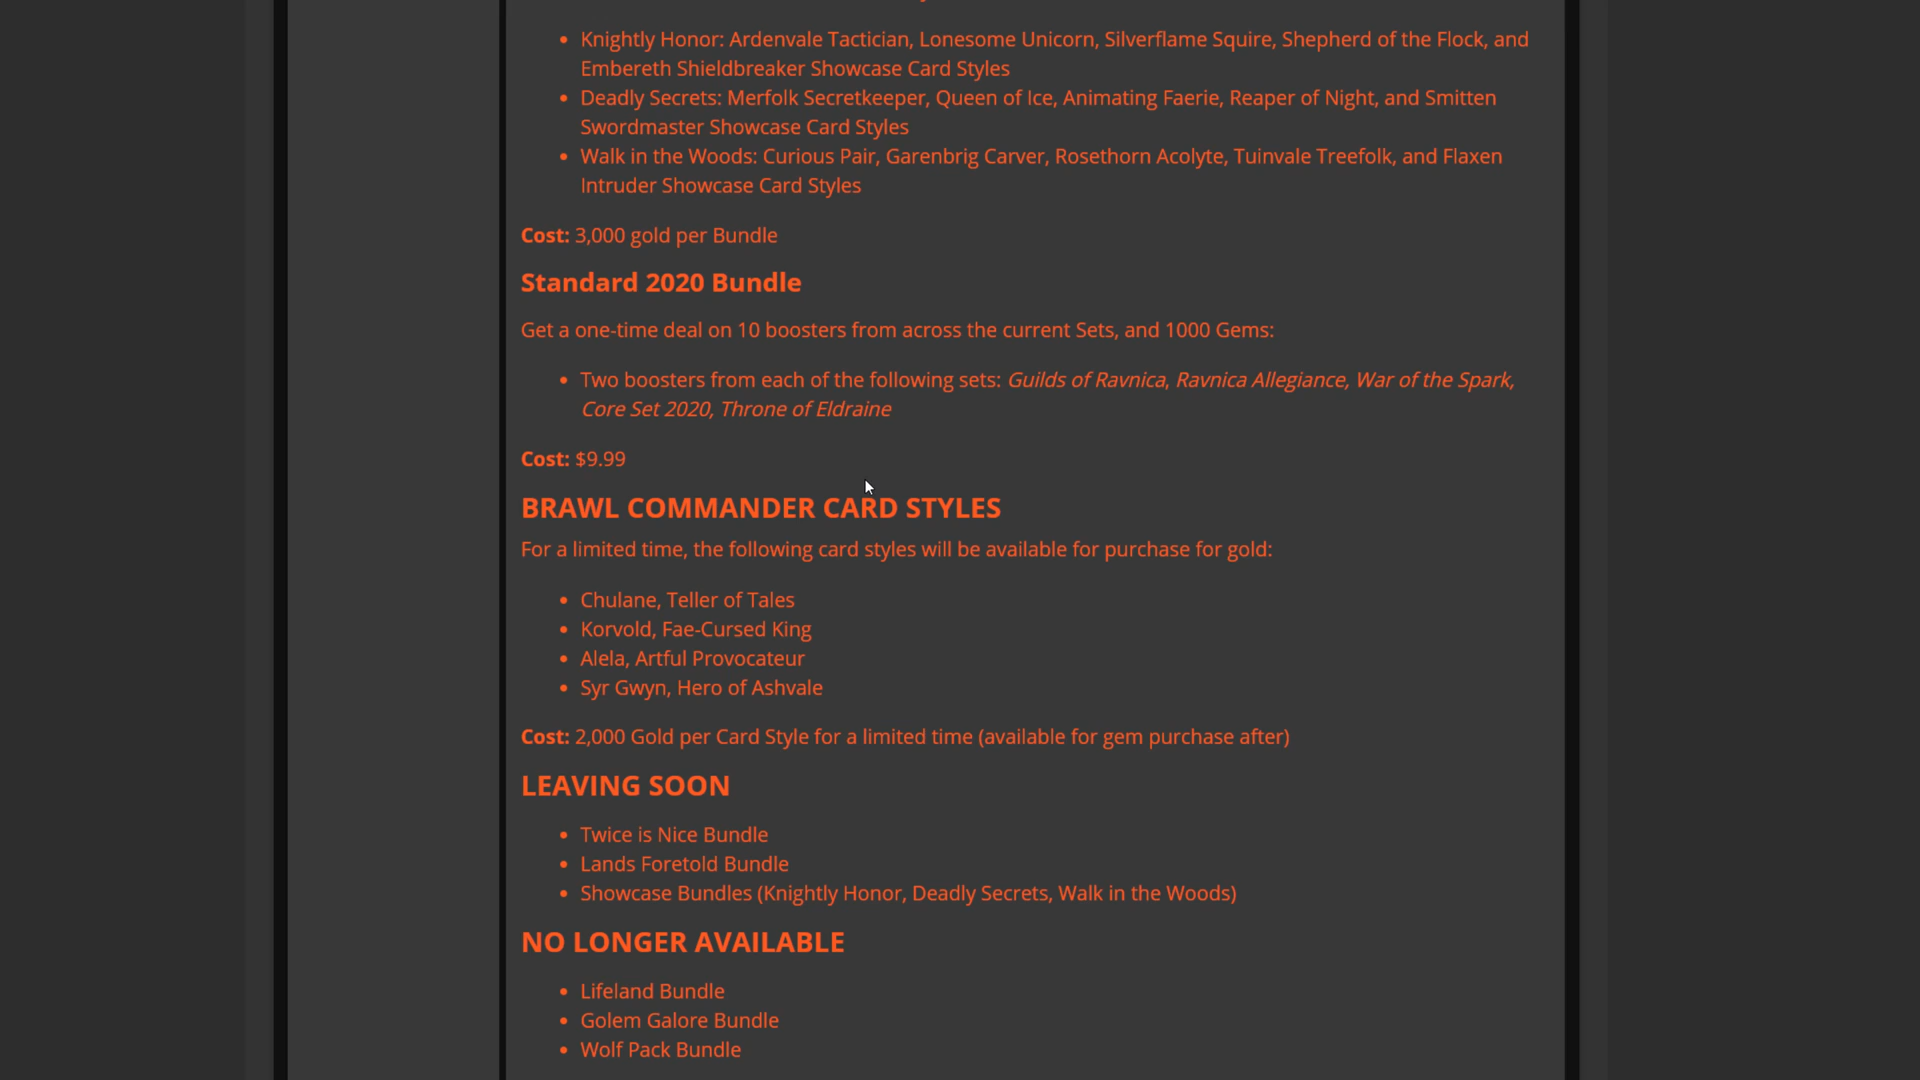 • Knightly Honor: Ardenvale Tactician, Lonesome Unicorn, Silverflame Squire, Shepherd of the Flock, and
Embereth Shieldbreaker Showcase Card Styles
• Deadly Secrets: Merfolk Secretkeeper, Queen of Ice, Animating Faerie, Reaper of Night, and Smitten
Swordmaster Showcase Card Styles
• Walk in the Woods: Curious Pair, Garenbrig Carver, Rosethorn Acolyte, Tuinvale Treefolk, and Flaxen
Intruder Showcase Card Styles
Cost: 3,000 gold per Bundle
Standard 2020 Bundle
Get a one-time deal on 10 boosters from across the current Sets, and 1000 Gems:
• Two boosters from each of the following sets: Guilds of Ravnica, Ravnica Allegiance, War of the Spark,
Core Set 2020, Throne of Eldraine
Cost: $9.99
BRAWL COMMANDER CARD STYLES
For a limited time, the following card styles will be available for purchase for gold:
• Chulane, Teller of Tales
• Korvold, Fae-Cursed King
• Alela, Artful Provocateur
• Syr Gwyn, Hero of Ashvale
Cost: 2,000 Gold per Card Style for a limited time (available for gem purchase after)
LEAVING SOON
• Twice is Nice Bundle
• Lands Foretold Bundle
• Showcase Bundles (Knightly Honor, Deadly Secrets, Walk in the Woods)
NO LONGER AVAILABLE
• Lifeland Bundle
• Golem Galore Bundle
• Wolf Pack Bundle